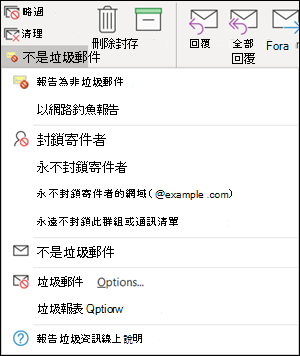 略過
清理
不是垃圾郵件
刪除封存
回覆
全部
回覆
Fora
報告為非垃圾郵件
以網路釣魚報告
封鎖寄件者
永不封鎖寄件者
永不封鎖寄件者的網域(@example .com)
永遠不封鎖此群組或通訊清單
不是垃圾郵件
垃圾郵件 Options...
垃圾報表 Qptiorw
報告垃圾資訊線上說明